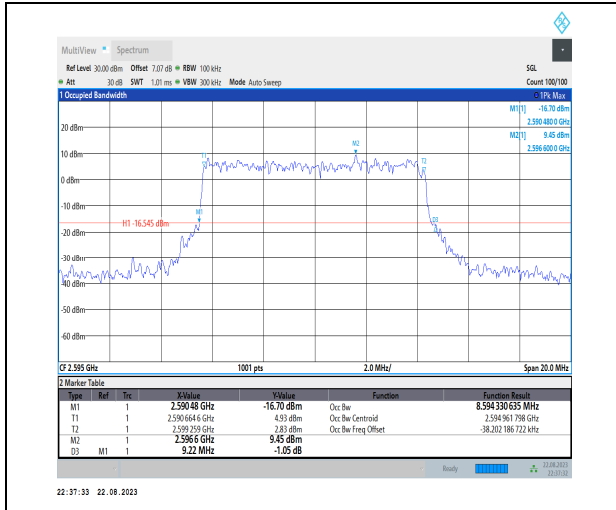 MultiView Spectrum
Ref Level 30.00 dBm Offset 7.07 dB RBW 100 kHz SGL
Att 30 dB SWT 1.01 ms VBW 300 kHz Mode Auto Sweep Count 100/100
1 Occupied Bandwidth 1Pk Max
M1[1] -16.70 dBm
2.590 480 0 GHz
M2[1] 9.45 dBm
2.596 600 0 GHz
20 dBm
M2
10 dBm
T1
T2
0 dBm
-10 dBm
M1
D3
H1 -16.545 dBm
-20 dBm
-30 dBm
-40 dBm
-50 dBm
-60 dBm
CF 2.595 GHz 1001 pts 2.0 MHz/ Span 20.0 MHz
2 Marker Table
Type Ref Trc X-Value Y-Value Function Function Result
M1 1 2.590 48 GHz -16.70 dBm Occ Bw 8.594 330 635 MHz
T1 1 2.590 664 6 GHz 4.93 dBm Occ Bw Centroid 2.594 961 798 GHz
T2 1 2.599 259 GHz 2.83 dBm Occ Bw Freq Offset -38.202 186 722 kHz
M2 1 2.596 6 GHz 9.45 dBm
D3 M1 1 9.22 MHz -1.05 dB
Ready 22.08.2023
22:37:32
22:37:33 22.08.2023